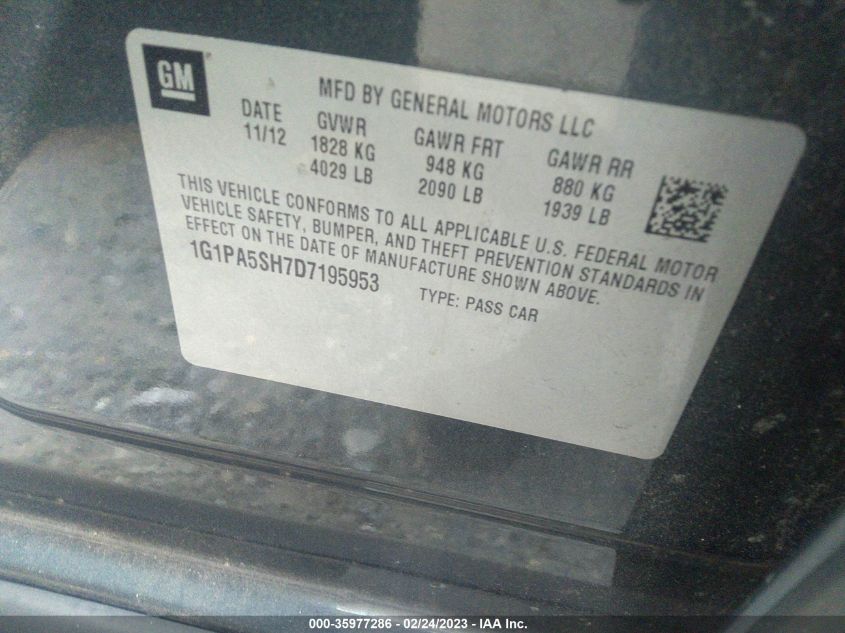 GM
MFD BY GENERAL MOTORS LLC
DATE GVWR GAWR FRT GAWR RR
11/12 1828 KG 948 KG 880 KG
4029 LB 2090 LB 1939 LB
THIS VEHICLE CONFORMS TO ALL APPLICABLE U.S. FEDERAL MOTOR
VEHICLE SAFETY, BUMPER, AND THEFT PREVENTION STANDARDS IN
EFFECT ON THE DATE OF MANUFACTURE SHOWN ABOVE.
1G1PA5SH7D7195953 TYPE: PASS CAR
000-35977286 - 02/24/2023 - IAA Inc.